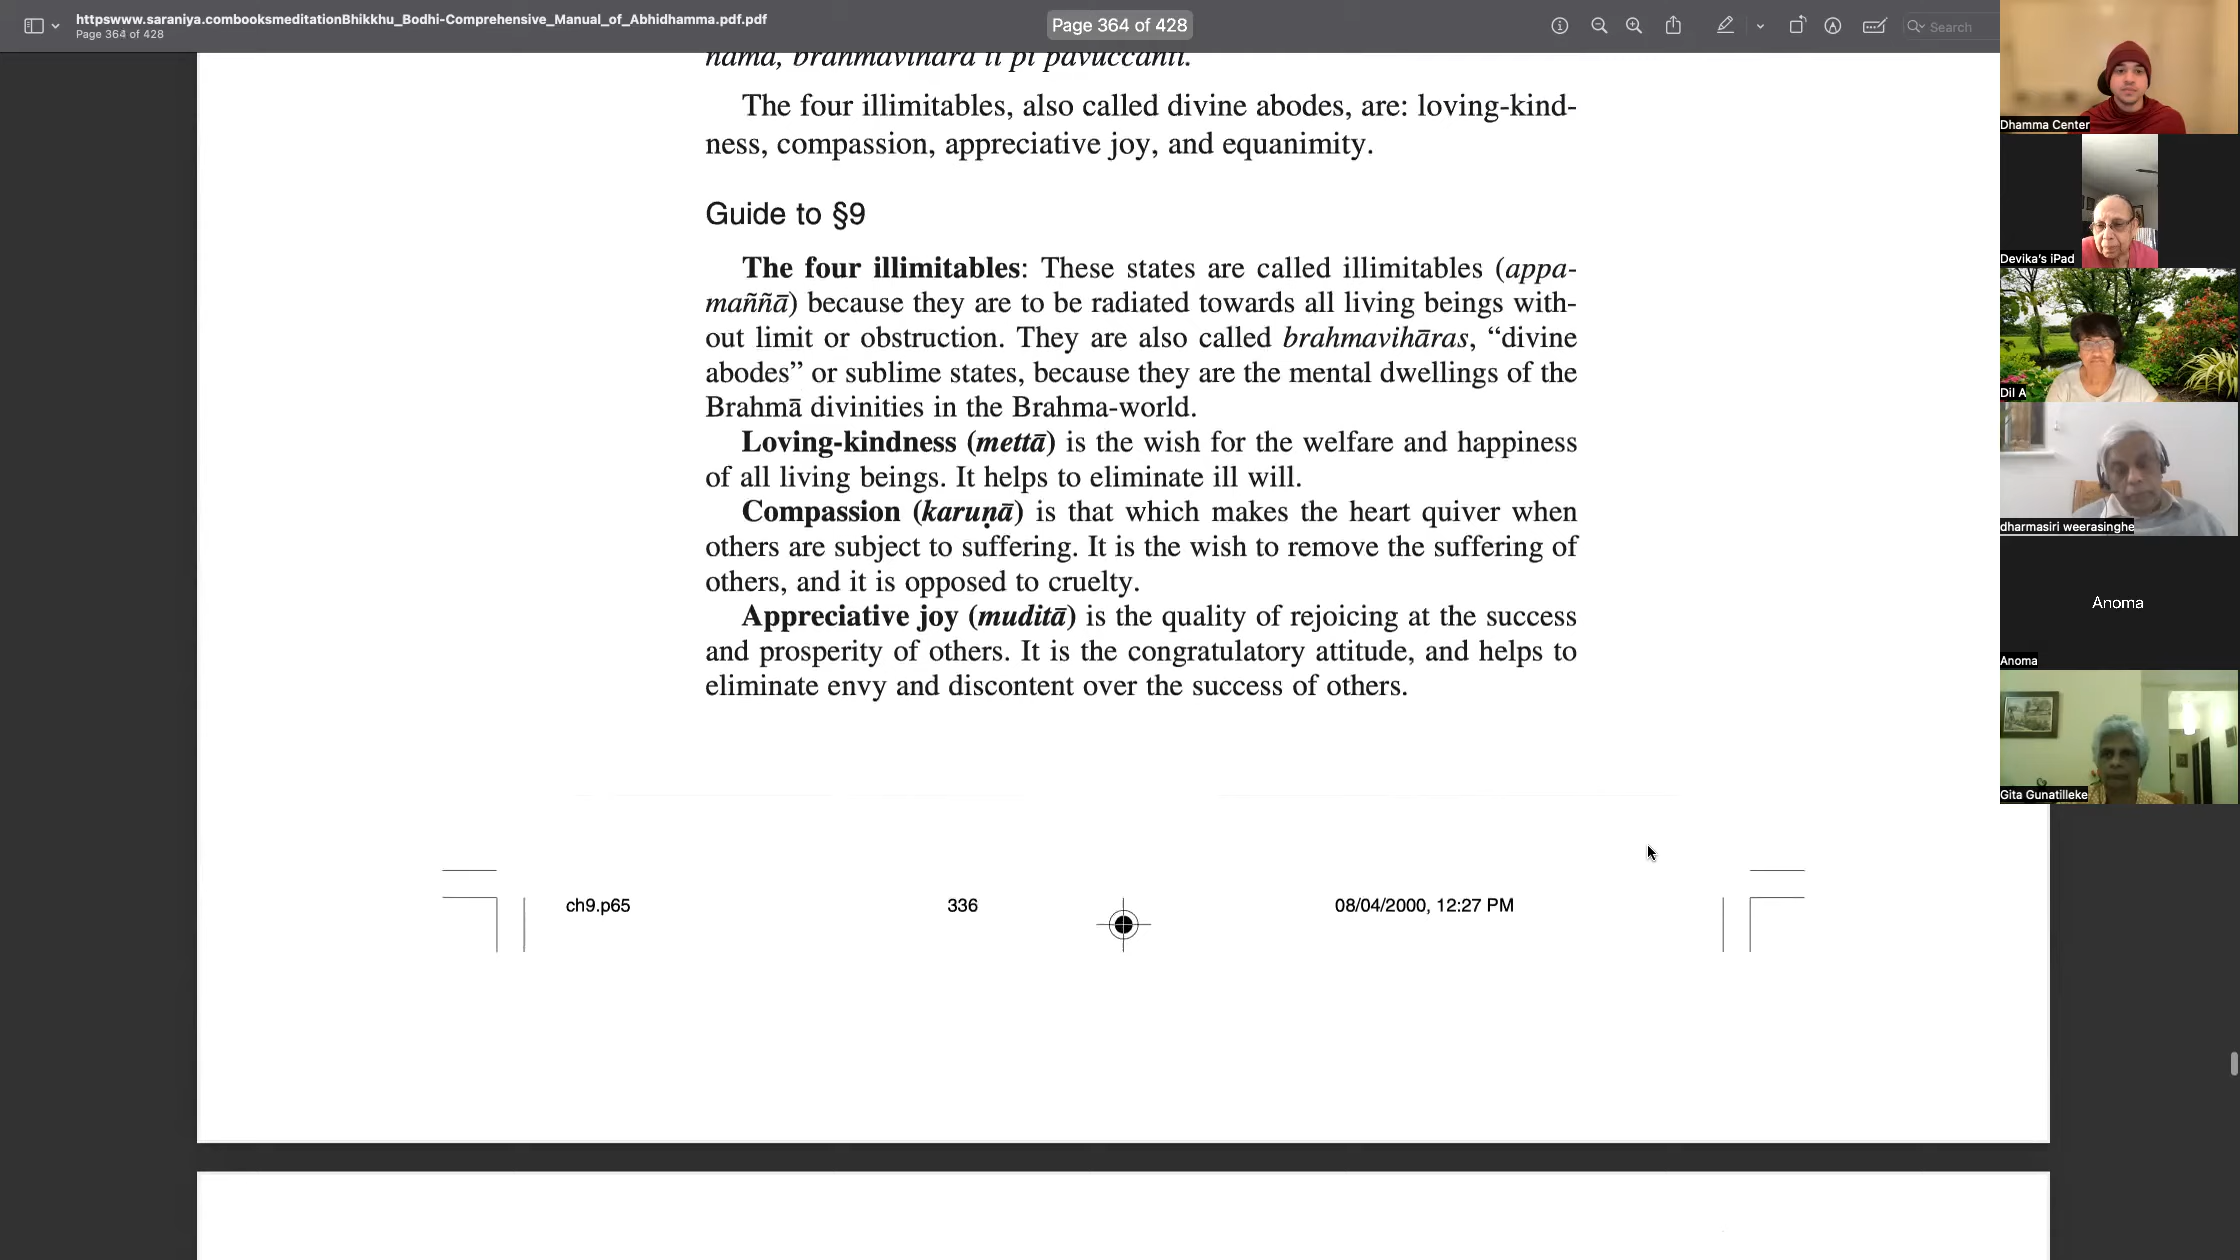 httpswww.saraniya.combooksmeditationBhikkhu_Bodhi-Comprehensive_Manual_of_Abhidhamma.pdf.pdf
Page 364 of 428
Page 364 of 428
Search
nāma, brahmavihārā ti pi pavuccanti.
The four illimitables, also called divine abodes, are: loving-kind-
ness, compassion, appreciative joy, and equanimity.
Guide to §9
The four illimitables: These states are called illimitables (appa-
maññā) because they are to be radiated towards all living beings with-
out limit or obstruction. They are also called brahmavihāras, “divine
abodes” or sublime states, because they are the mental dwellings of the
Brahmā divinities in the Brahma-world.
Loving-kindness (mettā) is the wish for the welfare and happiness
of all living beings. It helps to eliminate ill will.
Compassion (karuṇā) is that which makes the heart quiver when
others are subject to suffering. It is the wish to remove the suffering of
others, and it is opposed to cruelty.
Appreciative joy (muditā) is the quality of rejoicing at the success
and prosperity of others. It is the congratulatory attitude, and helps to
eliminate envy and discontent over the success of others.
ch9.p65
336
08/04/2000, 12:27 PM
Dhamma Center
Devika's iPad
Dil A
dharmasiri weerasinghe
Anoma
Anoma
Gita Gunatilleke